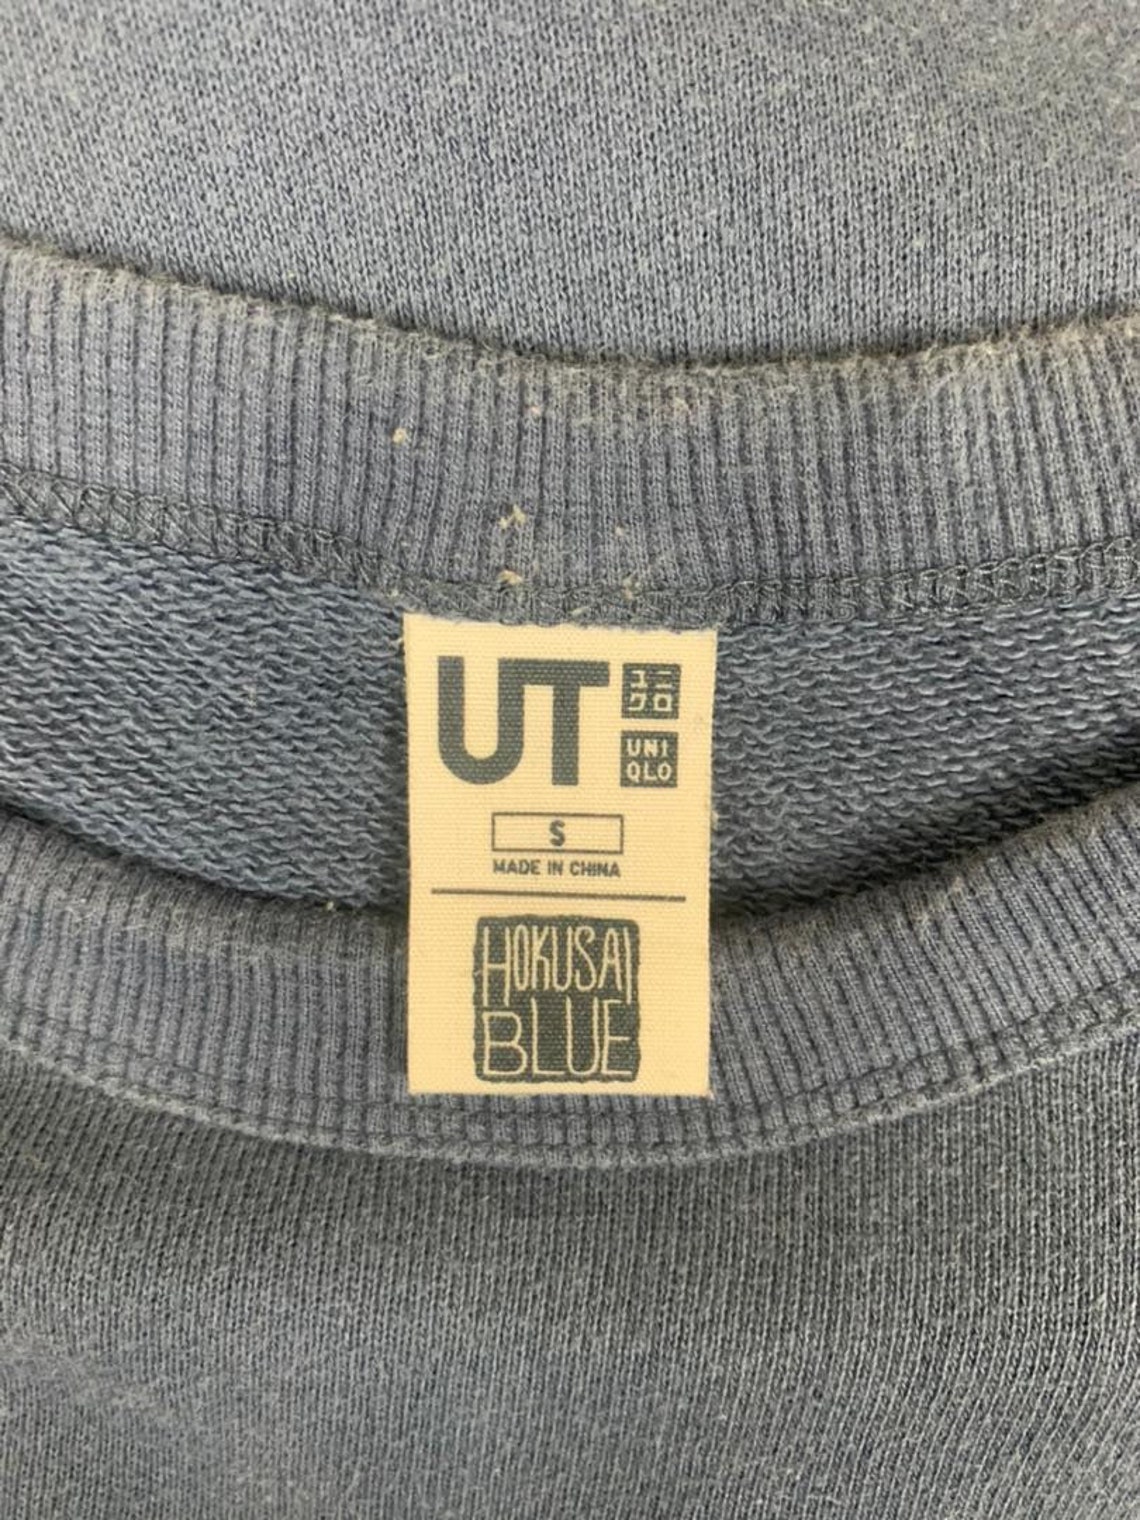 UT
ユニ
クロ
UNI
QLO
S
MADE IN CHINA
HOKUSAI
BLUE